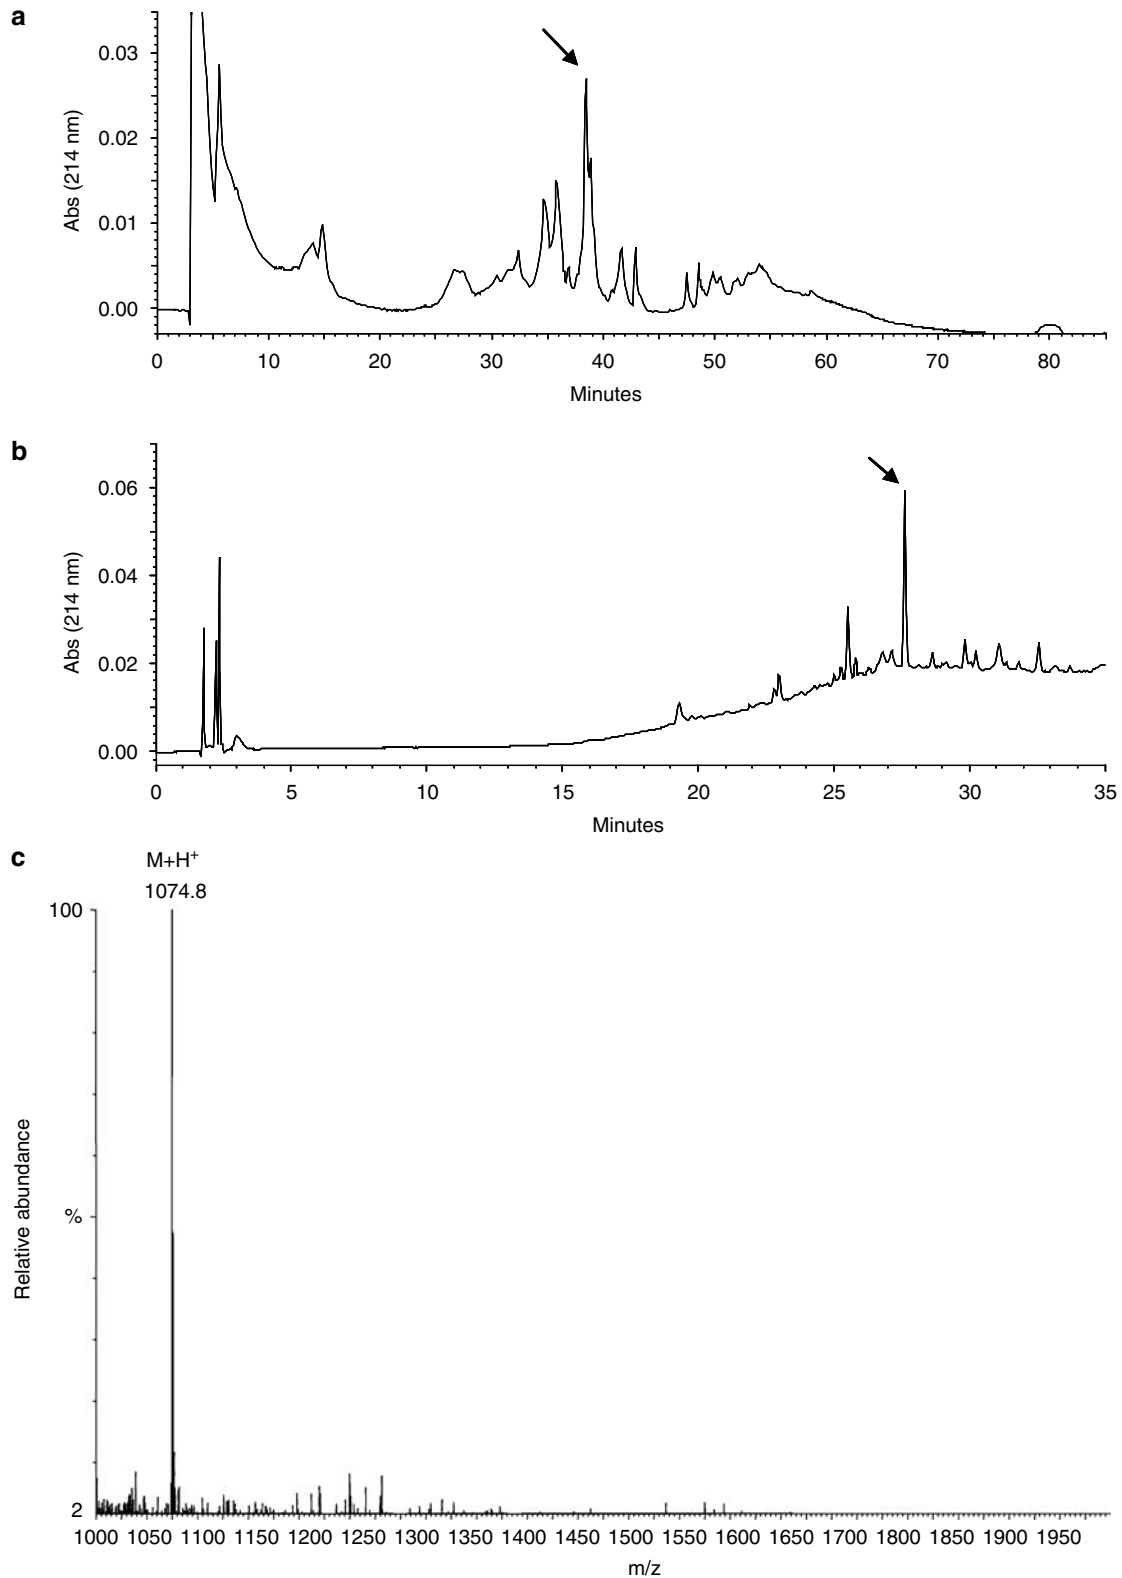 a
0.03
0.02
0.01
0.00
Abs (214 nm)
0 10 20 30 40 50 60 70 80
Minutes
b
0.06
0.04
0.02
0.00
Abs (214 nm)
0 5 10 15 20 25 30 35
Minutes
c
M+H+
1074.8
100
%
2
Relative abundance
1000 1050 1100 1150 1200 1250 1300 1350 1400 1450 1500 1550 1600 1650 1700 1750 1800 1850 1900 1950
m/z